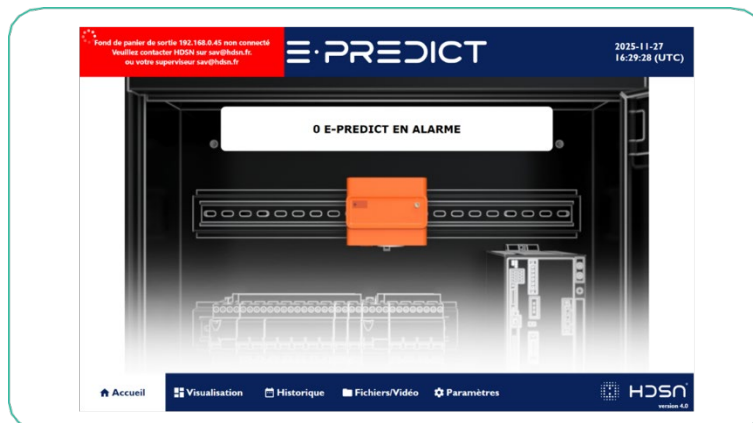 Fond de panier de sortie 192.168.0.45 non connecté
Veuillez contacter HDSN sur sav@hdsn.fr.
ou votre superviseur sav@hdsn.fr
E·PREDICT
2025-11-27
16:29:28 (UTC)
0 E-PREDICT EN ALARME
Accueil
Visualisation
Historique
Fichiers/Vidéo
Paramètres
HDSN
version 4.0